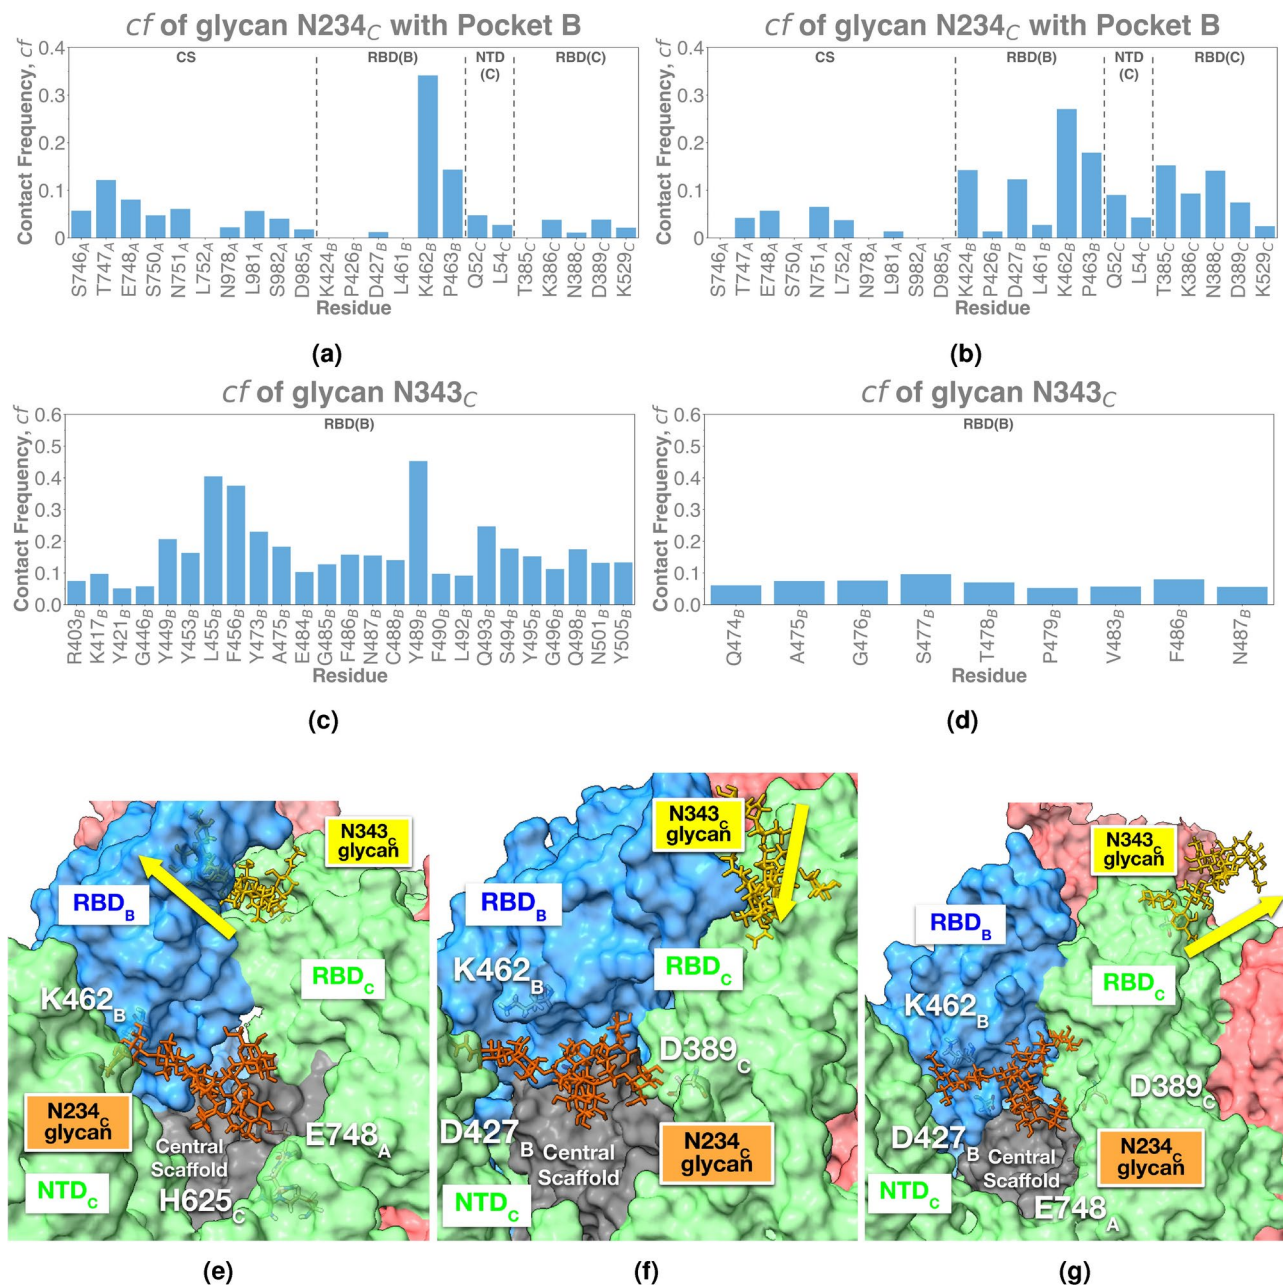 cf of glycan N234C with Pocket B
Contact Frequency, cf
0.4
0.3
0.2
0.1
0
CS
RBD(B)
NTD
(C)
RBD(C)
S746A
T747A
E748A
S750A
N751A
L752A
N978A
L981A
S982A
D985A
K424B
P426B
D427B
L461B
K462B
P463B
Q52C
L54C
T385C
K386C
N388C
D389C
K529C
Residue
(a)
cf of glycan N234C with Pocket B
Contact Frequency, cf
0.4
0.3
0.2
0.1
0
CS
RBD(B)
NTD
(C)
RBD(C)
S746A
T747A
E748A
S750A
N751A
L752A
N978A
L981A
S982A
D985A
K424B
P426B
D427B
L461B
K462B
P463B
Q52C
L54C
T385C
K386C
N388C
D389C
K529C
Residue
(b)
cf of glycan N343C
Contact Frequency, cf
0.6
0.5
0.4
0.3
0.2
0.1
0.0
RBD(B)
R403B
K417B
Y421B
G446B
Y449B
Y453B
L455B
F456B
Y473B
A475B
E484B
G485B
F486B
N487B
C488B
Y489B
F490B
L492B
Q493B
S494B
Y495B
G496B
Q498B
N501B
Y505B
Residue
(c)
cf of glycan N343C
Contact Frequency, cf
0.6
0.5
0.4
0.3
0.2
0.1
0.0
RBD(B)
Q474B
A475B
G476B
S477B
T478B
P479B
V483B
F486B
N487B
Residue
(d)
N343C
glycan
RBDB
RBDC
K462B
N234C
glycan
Central
Scaffold
E748A
H625C
NTDC
(e)
N343C
glycan
RBDB
RBDC
K462B
D389C
D427B
Central
Scaffold
N234C
glycan
NTDC
(f)
N343C
glycan
RBDB
RBDC
K462B
D389C
D427B
Central
Scaffold
N234C
glycan
NTDC
E748A
(g)